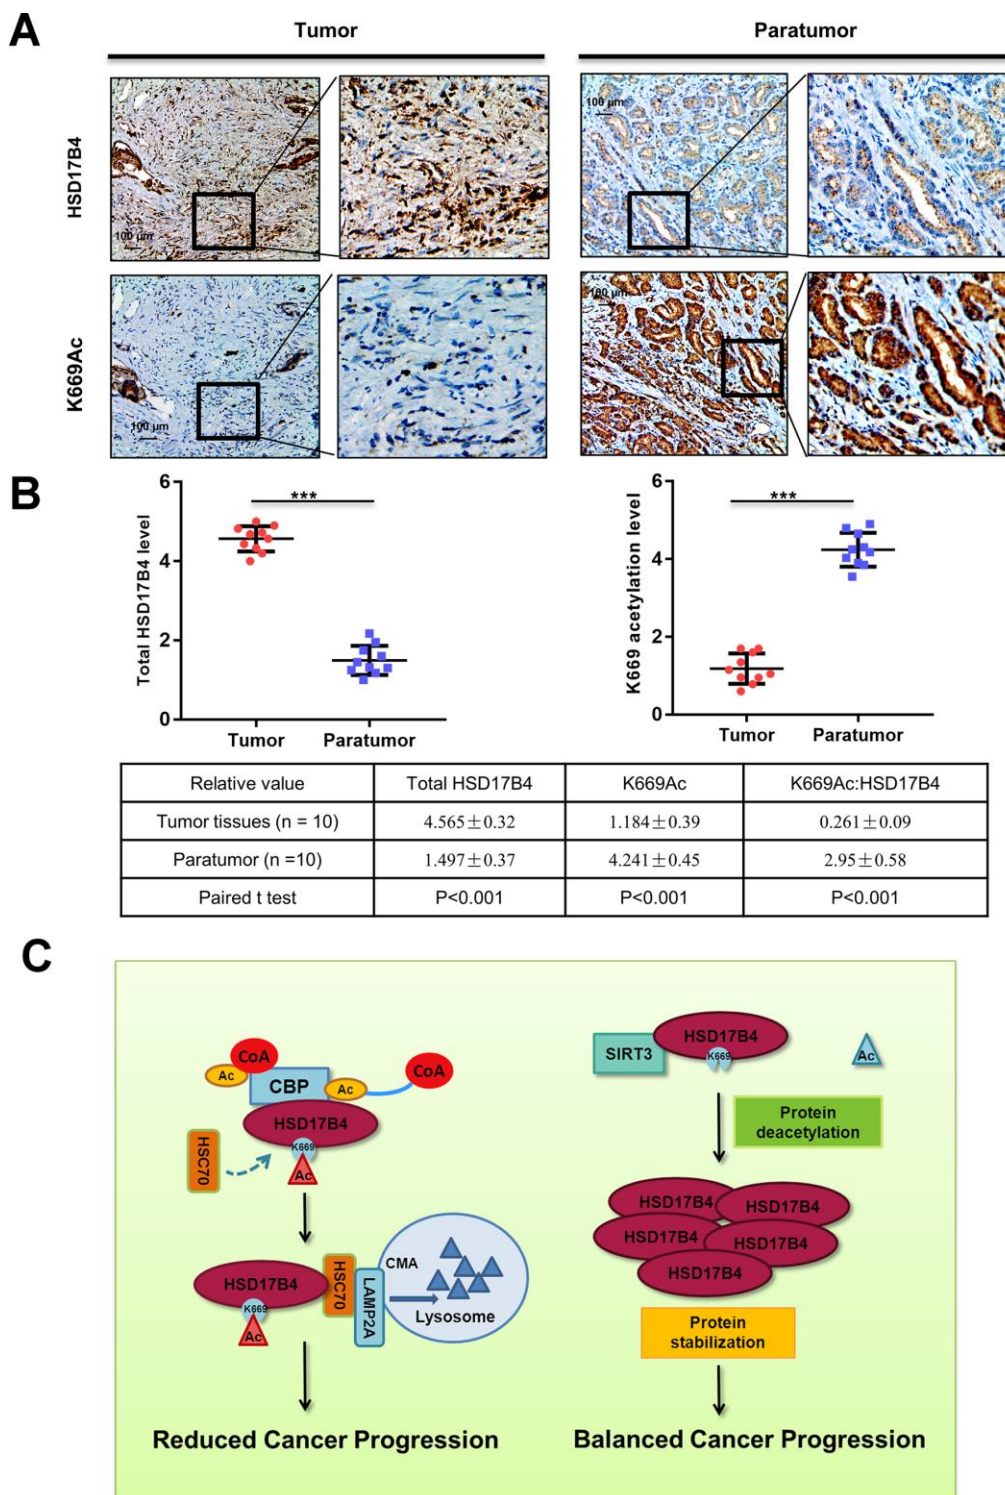 A
Tumor
Paratumor
HSD17B4
100 µm
100 µm
K669Ac
100 µm
100 µm
B
Total HSD17B4 level
6
4
2
0
***
Tumor
Paratumor
K669 acetylation level
6
4
2
0
***
Tumor
Paratumor
Relative value
Total HSD17B4
K669Ac
K669Ac:HSD17B4
Tumor tissues (n = 10)
4.565±0.32
1.184±0.39
0.261±0.09
Paratumor (n =10)
1.497±0.37
4.241±0.45
2.95±0.58
Paired t test
P<0.001
P<0.001
P<0.001
C
CoA
Ac
CBP
Ac
CoA
HSD17B4
K669
Ac
HSC70
HSD17B4
K669
Ac
HSC70
LAMP2A
CMA
Lysosome
Reduced Cancer Progression
SIRT3
HSD17B4
K669
Ac
Protein
deacetylation
HSD17B4
HSD17B4
HSD17B4
HSD17B4
HSD17B4
Protein
stabilization
Balanced Cancer Progression